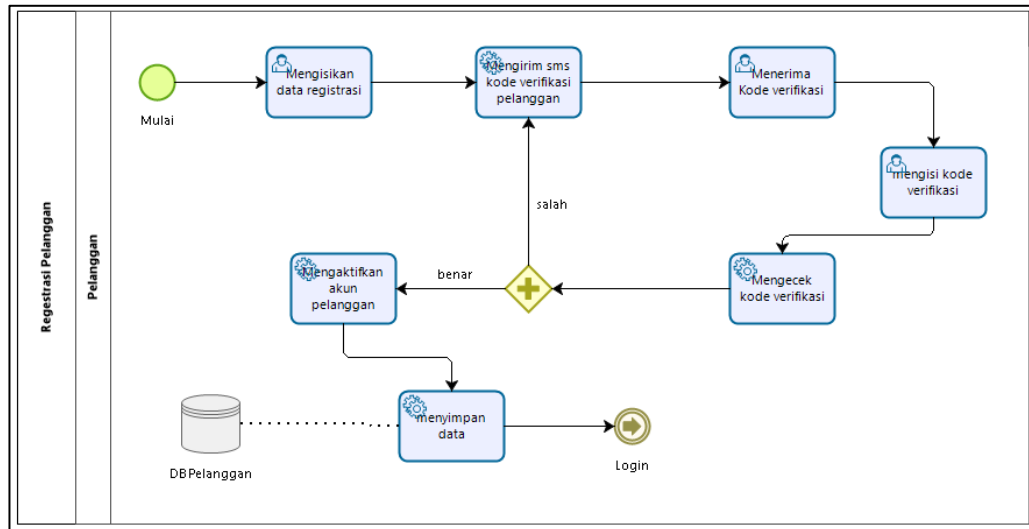 Regestrasi Pelanggan
Pelanggan
Mulai
Mengisikan
data registrasi
Mengirim sms
kode verifikasi
pelanggan
Menerima
Kode verifikasi
mengisi kode
verifikasi
Mengecek
kode verifikasi
salah
benar
Mengaktifkan
akun
pelanggan
menyimpan
data
DBPelanggan
Login